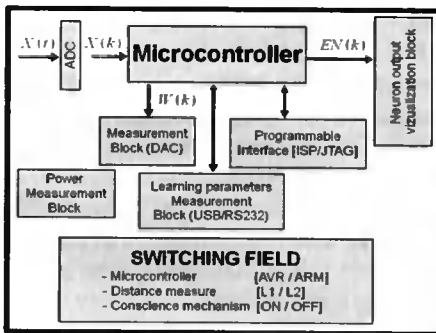 X(t)
ADC
X(k)
Microcontroller
EN(k)
Neuron output
vizualization block
W(k)
Measurement
Block (DAC)
Programmable
Interface [ISP/JTAG]
Power
Measurement
Block
Learning parameters
Measurement
Block (USB/RS232)
SWITCHING FIELD
- Microcontroller [AVR / ARM]
- Distance measure [L1 / L2]
- Conscience mechanism [ON / OFF]